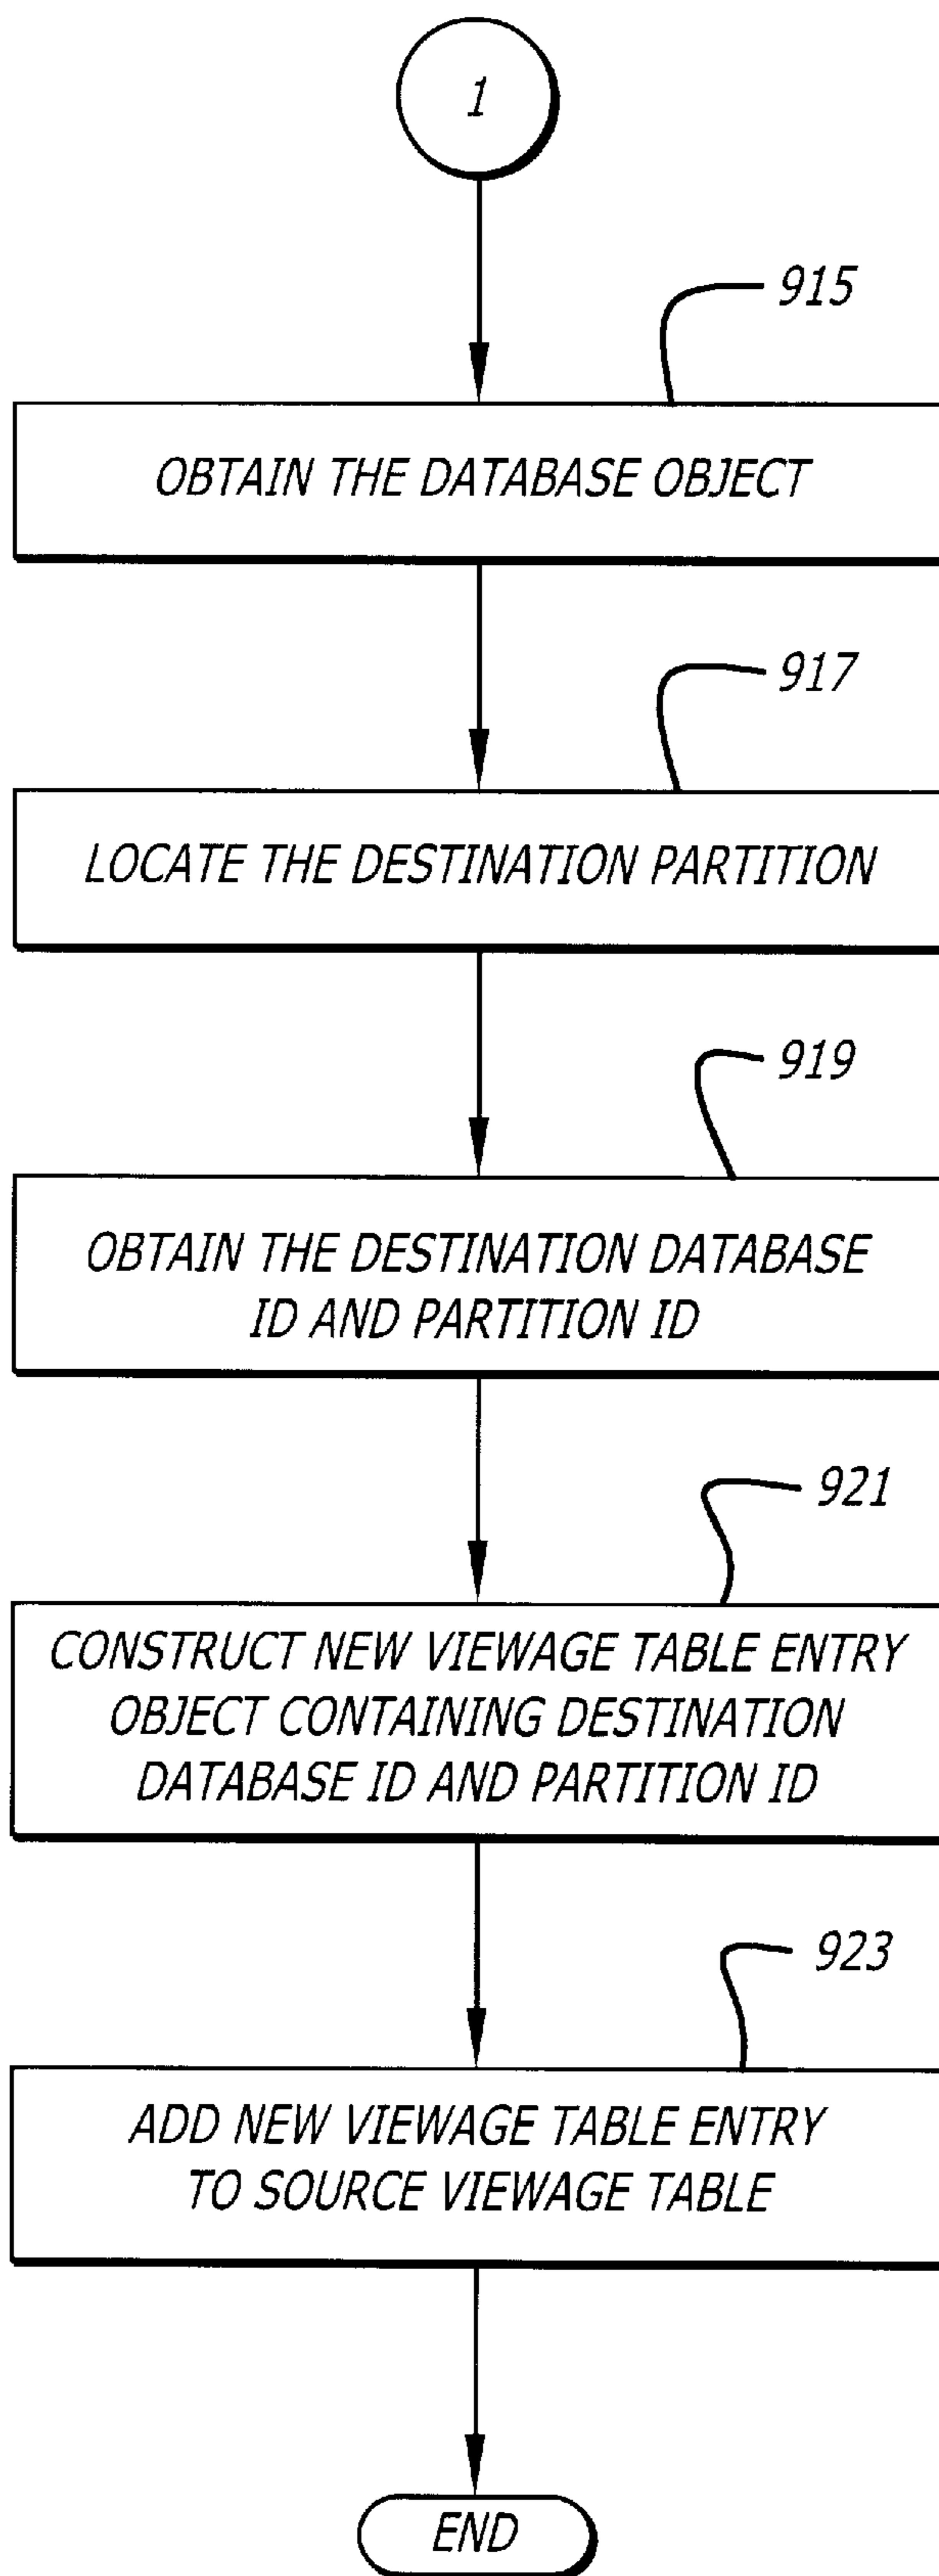 1
915
OBTAIN THE DATABASE OBJECT
917
LOCATE THE DESTINATION PARTITION
919
OBTAIN THE DESTINATION DATABASE
ID AND PARTITION ID
921
CONSTRUCT NEW VIEWAGE TABLE ENTRY
OBJECT CONTAINING DESTINATION
DATABASE ID AND PARTITION ID
923
ADD NEW VIEWAGE TABLE ENTRY
TO SOURCE VIEWAGE TABLE
END